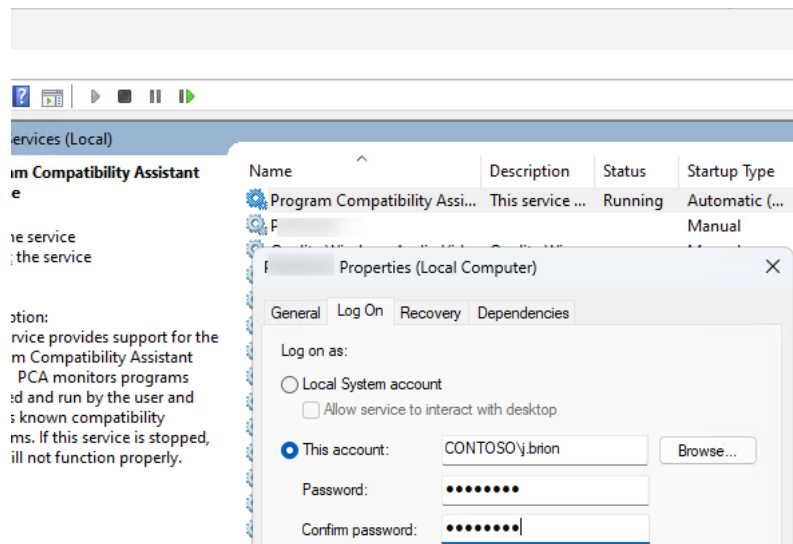 ervices (Local)
m Compatibility Assistant
e
e service
the service
ption:
rvice provides support for the
m Compatibility Assistant
PCA monitors programs
ed and run by the user and
s known compatibility
ms. If this service is stopped,
ill not function properly.
Name Description Status Startup Type
Program Compatibility Assi... This service ... Running Automatic (...
P Manual
P Properties (Local Computer)
General Log On Recovery Dependencies
Log on as:
Local System account
Allow service to interact with desktop
This account: CONTOSO\j.brion Browse...
Password: ••••••••
Confirm password: ••••••••